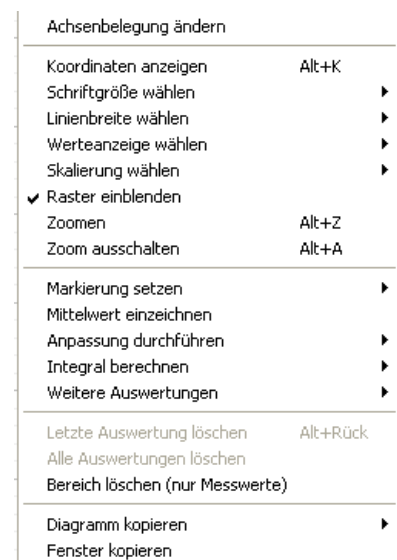 Achsenbelegung ändern
Koordinaten anzeigen Alt+K
Schriftgröße wählen
Linienbreite wählen
Werteanzeige wählen
Skalierung wählen
Raster einblenden
Zoomen Alt+Z
Zoom ausschalten Alt+A
Markierung setzen
Mittelwert einzeichnen
Anpassung durchführen
Integral berechnen
Weitere Auswertungen
Letzte Auswertung löschen Alt+Rück
Alle Auswertungen löschen
Bereich löschen (nur Messwerte)
Diagramm kopieren
Fenster kopieren